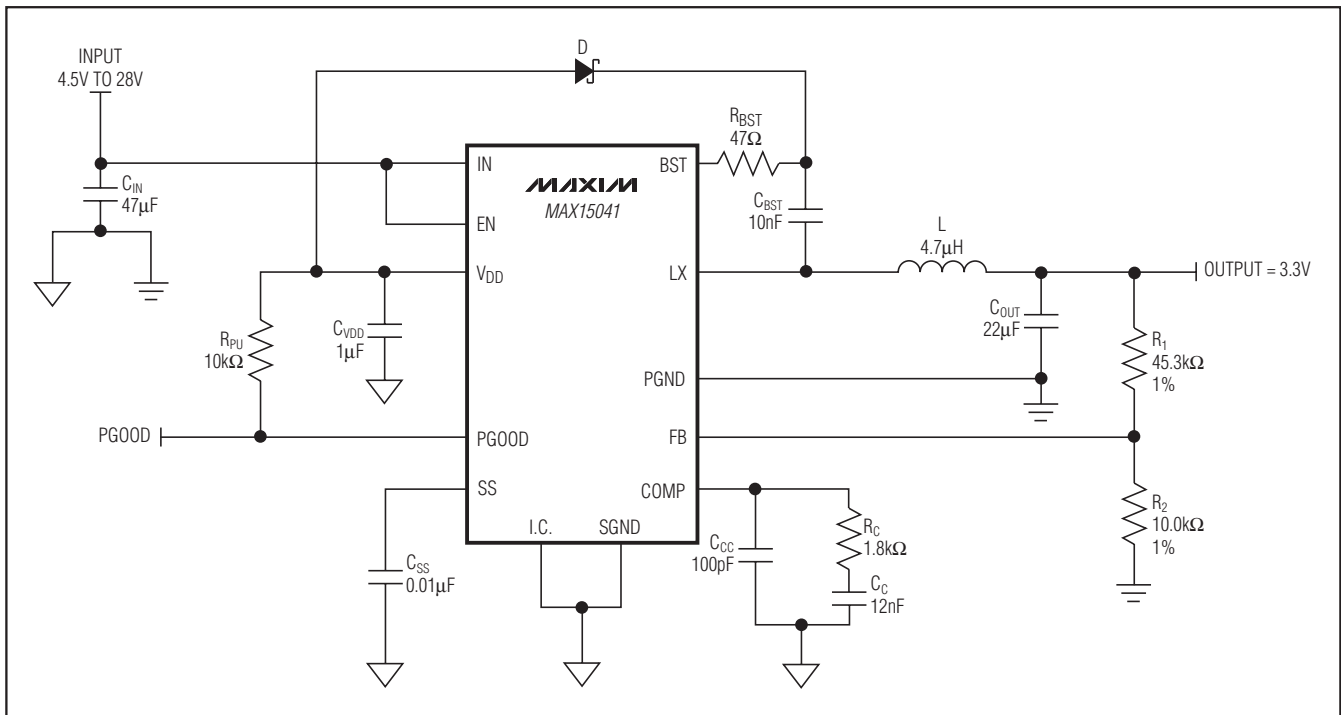 INPUT
4.5V TO 28V
D
RBST
47Ω
IN
BST
MAXIM
MAX15041
CIN
47µF
CBST
10nF
EN
L
4.7µH
VDD
LX
OUTPUT = 3.3V
RPU
10kΩ
CVDD
1µF
COUT
22µF
R1
45.3kΩ
1%
PGND
PGOOD
PGOOD
FB
SS
COMP
R2
10.0kΩ
1%
I.C.
SGND
CCC
100pF
RC
1.8kΩ
CSS
0.01µF
CC
12nF